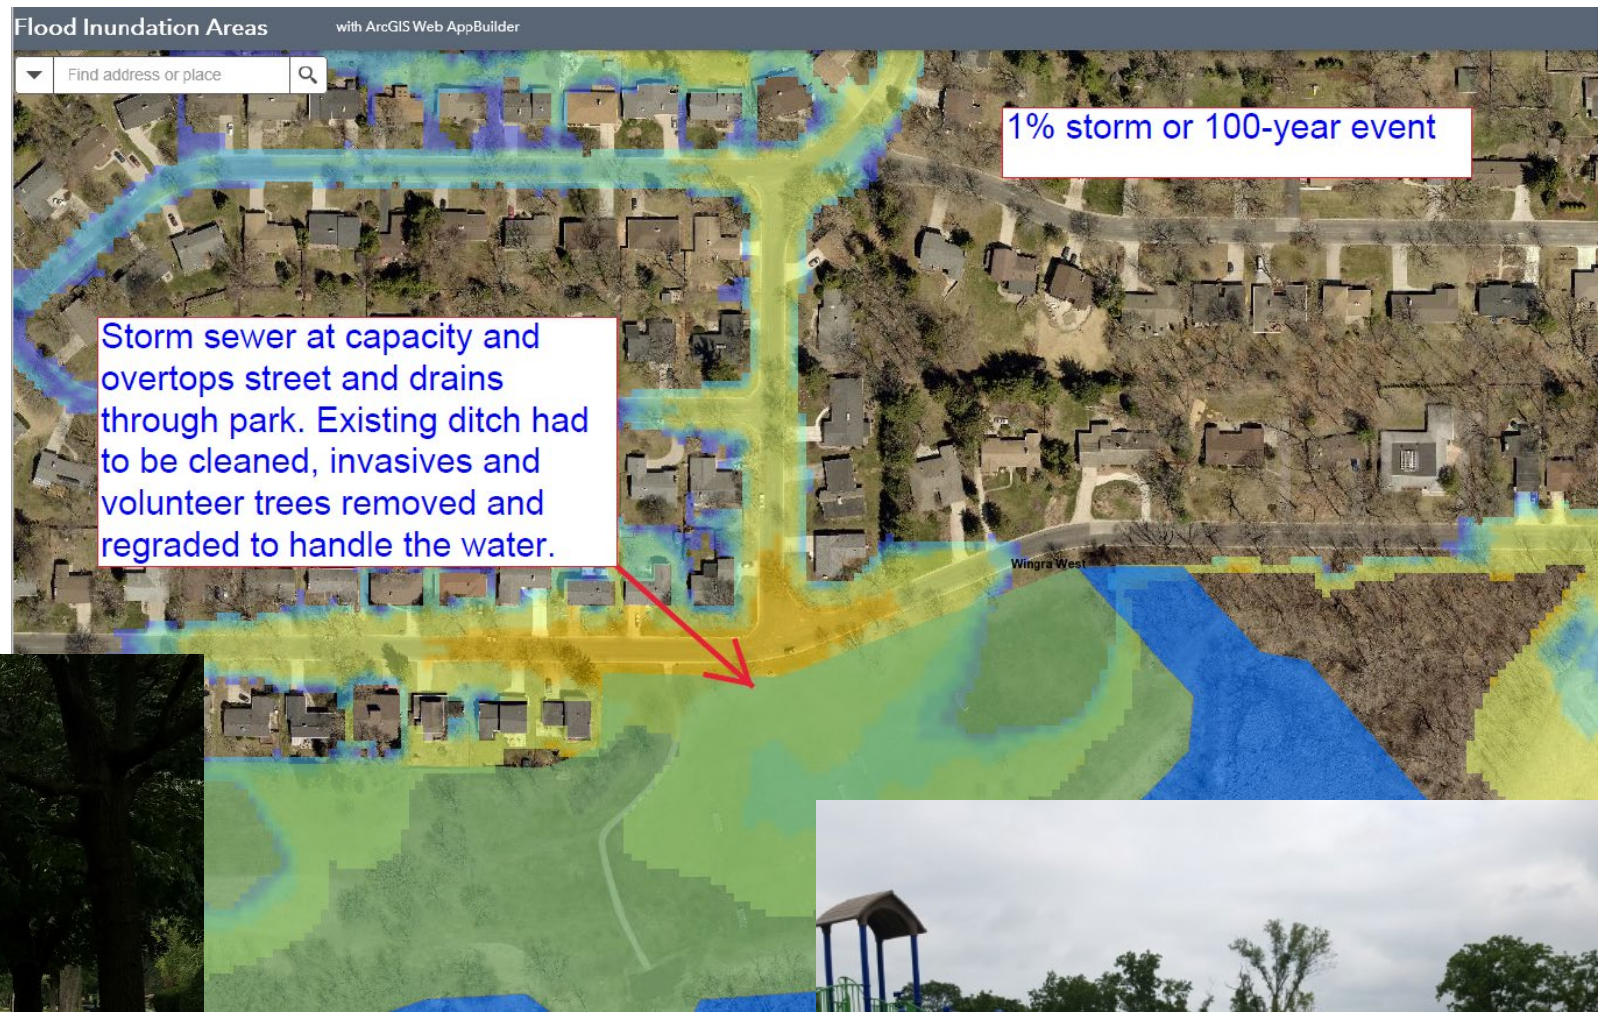 Flood Inundation Areas
with ArcGIS Web AppBuilder
Find address or place
1% storm or 100-year event
Storm sewer at capacity and
overtops street and drains
through park. Existing ditch had
to be cleaned, invasives and
volunteer trees removed and
regraded to handle the water.
Wingra West